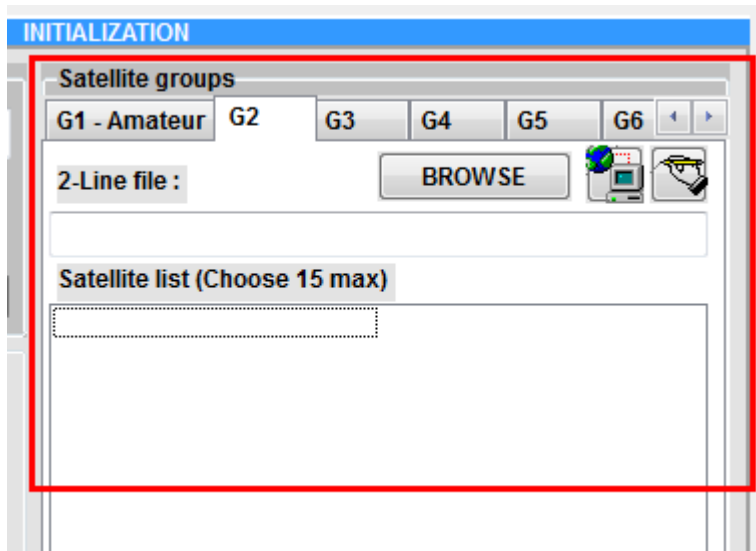 INITIALIZATION
Satellite groups
G1 - Amateur G2 G3 G4 G5 G6
2-Line file : BROWSE
Satellite list (Choose 15 max)